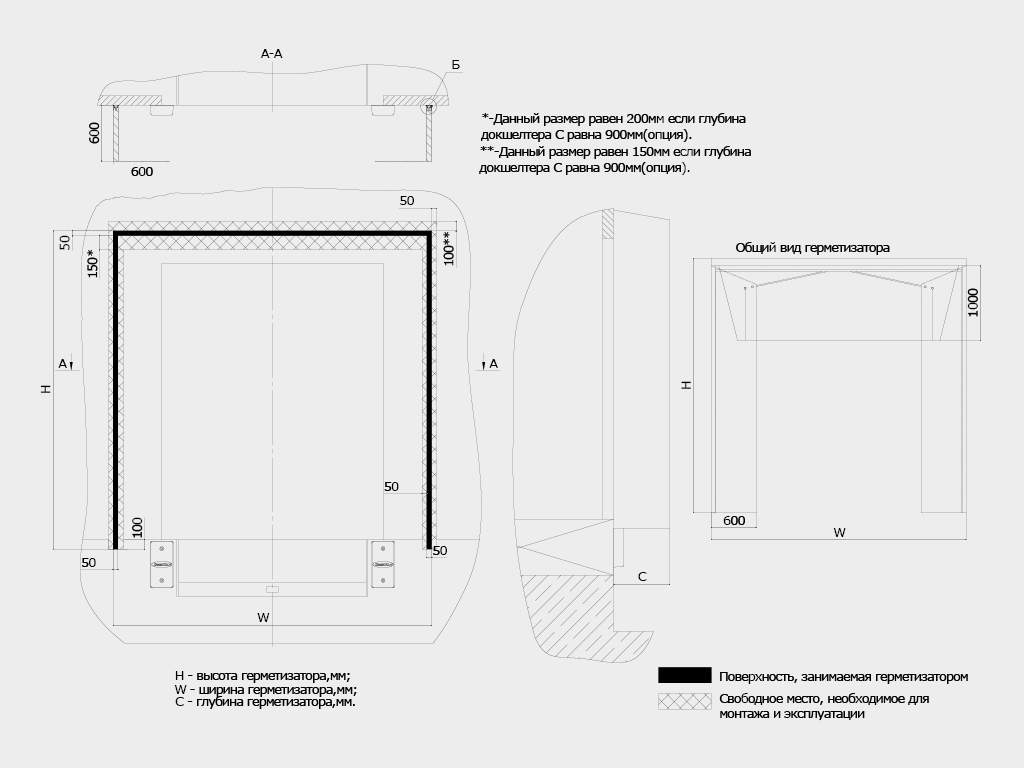 А-А
Б
600
600
*-Данный размер равен 200мм если глубина
докшелтера С равна 900мм(опция).
**-Данный размер равен 150мм если глубина
докшелтера С равна 900мм(опция).
50
50
150*
100**
Общий вид герметизатора
1000
А
А
H
H
50
100
50
50
600
W
C
W
H - высота герметизатора,мм;
W - ширина герметизатора,мм;
C - глубина герметизатора,мм.
Поверхность, занимаемая герметизатором
Свободное место, необходимое для
монтажа и эксплуатации